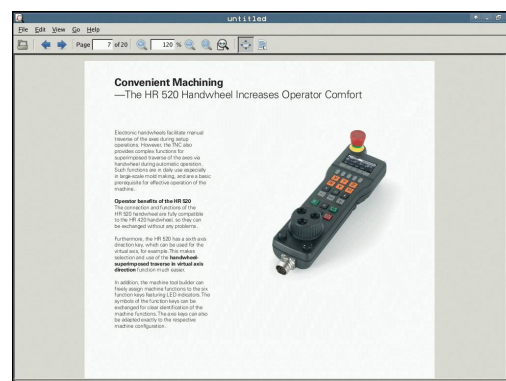 untitled
File Edit View Go Help
Page 7 of 20 120 %
Convenient Machining
—The HR 520 Handwheel Increases Operator Comfort
Electronic handwheels facilitate manual
traverse of the axes during setup
operations. However, the TNC also
provides complex functions for
superimposed traverse of the axes via
handwheel during automatic operation.
Such functions are in daily use especially
in large-scale mold making, and are a basic
prerequisite for effective operation of the
machine.
Operator benefits of the HR 520
The connection and functions of the
HR 520 handwheel are fully compatible
to the HR 420 handwheel, so they can
be exchanged without any problems.
Furthermore, the HR 520 has a sixth axis
direction key, which can be used for the
virtual axis, for example. This makes
selection and use of the handwheel-
superimposed traverse in virtual axis
direction function much easier.
In addition, the machine tool builder can
freely assign machine functions to the six
function keys featuring LED indicators. The
symbols of the function keys can be
exchanged for clear identification of the
machine functions. The axis keys can also
be adapted exactly to the respective
machine configuration.